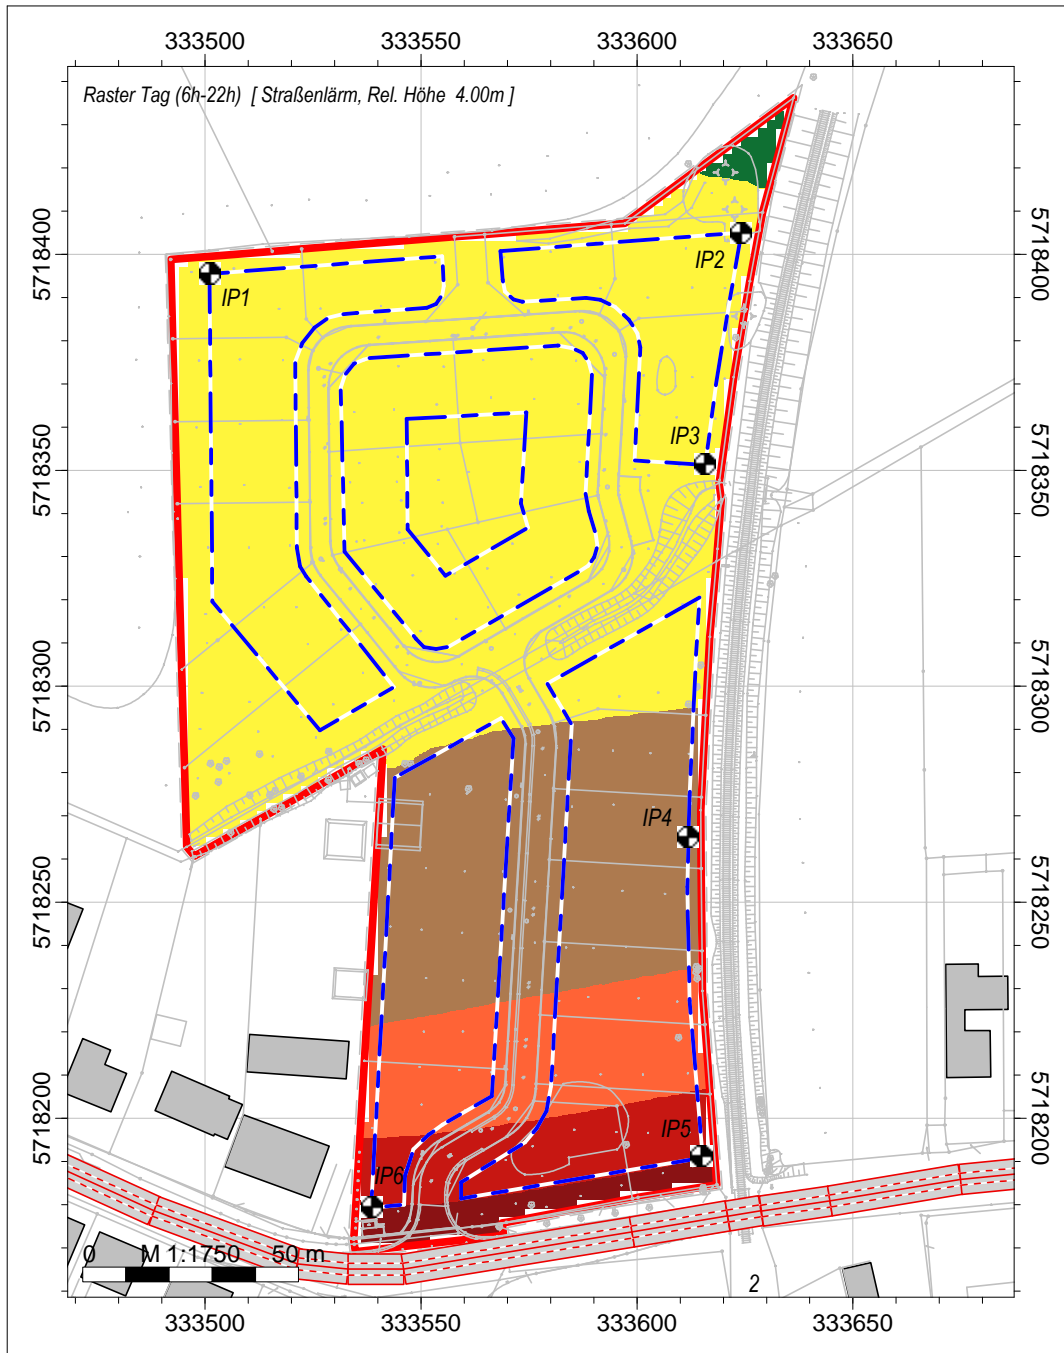 333500 333550 333600 333650
Raster Tag (6h-22h) [ Straßenlärm, Rel. Höhe 4.00m ]
5718400
5718400
IP2
IP1
IP3
5718350
5718350
5718300
5718300
IP4
5718250
5718250
5718200
5718200
IP5
IP6
0 M 1:1750 50 m
2
333500 333550 333600 333650